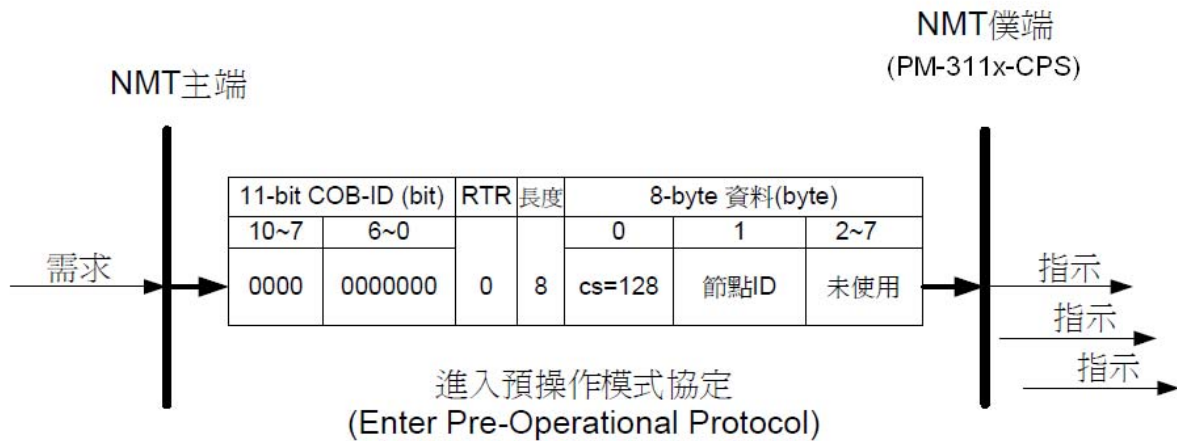 NMT僕端
(PM-311x-CPS)
NMT主端
11-bit COB-ID (bit) RTR 長度 8-byte 資料(byte)
10~7 6~0 0 1 2~7
需求 0000 0000000 0 8 cs=128 節點ID 未使用 指示
指示
指示
進入預操作模式協定
(Enter Pre-Operational Protocol)